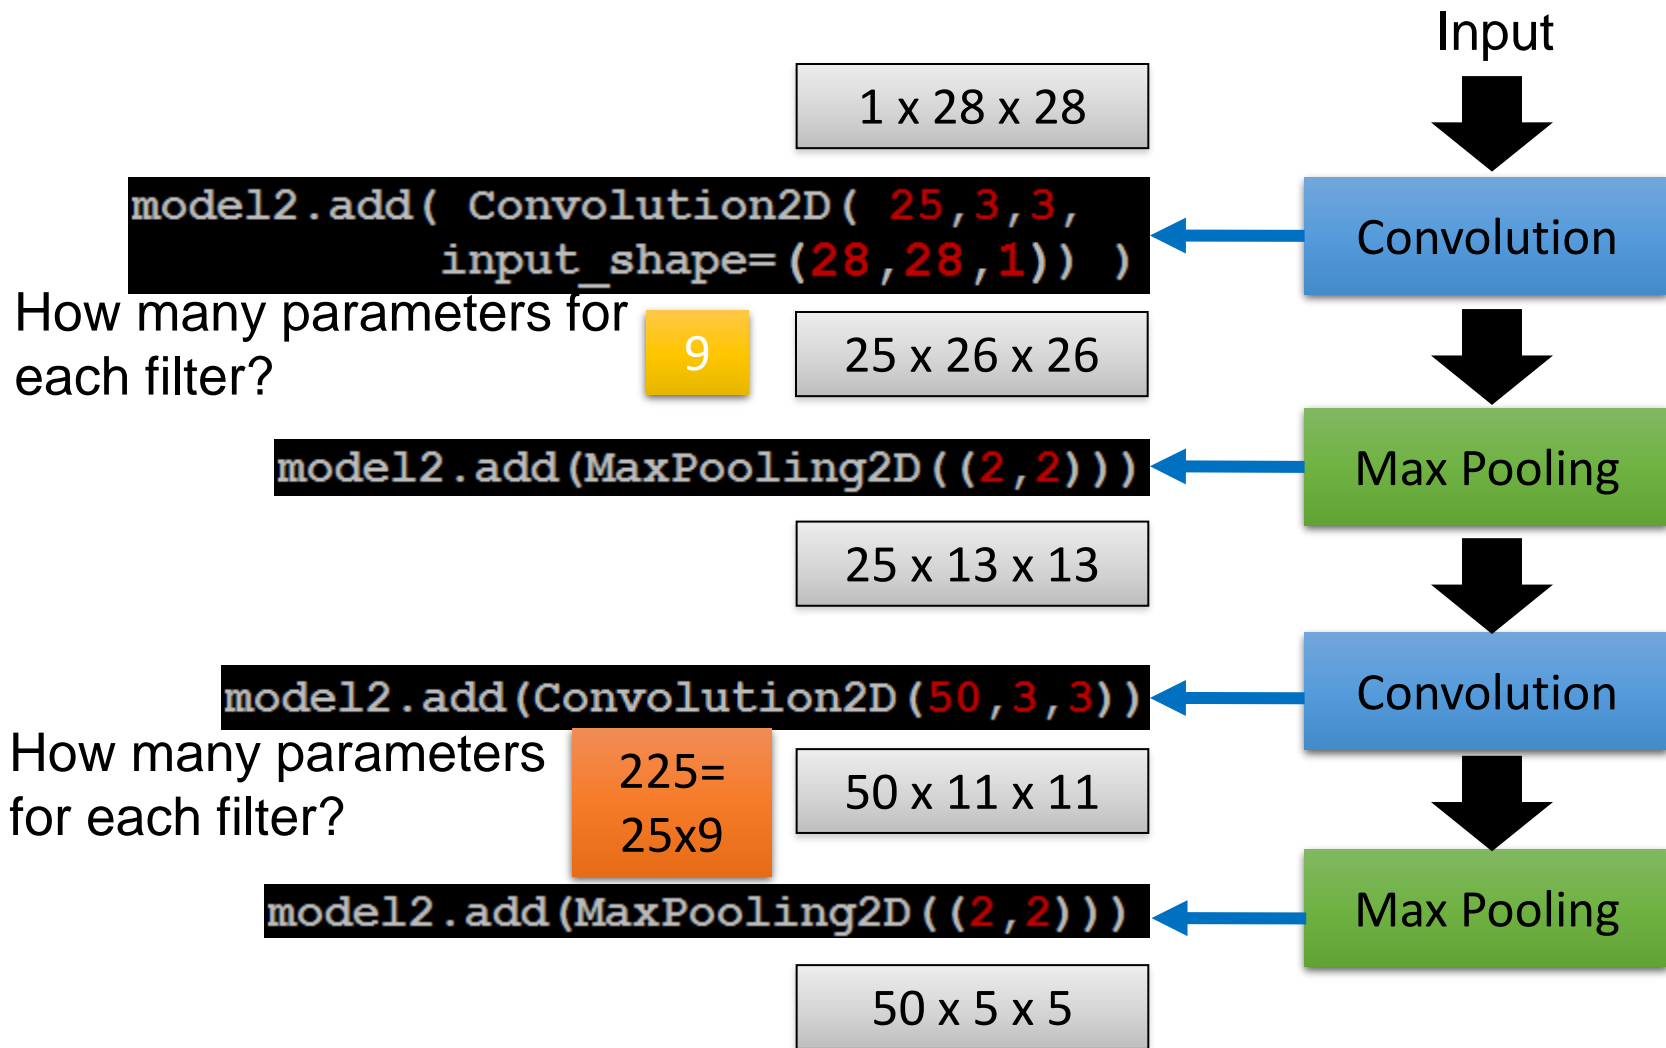 Input
1 x 28 x 28
model2.add( Convolution2D( 25,3,3,
input_shape=(28,28,1)) )
Convolution
How many parameters for
each filter?
9
25 x 26 x 26
model2.add(MaxPooling2D((2,2)))
Max Pooling
25 x 13 x 13
model2.add(Convolution2D(50,3,3))
Convolution
How many parameters
for each filter?
225=
25x9
50 x 11 x 11
model2.add(MaxPooling2D((2,2)))
Max Pooling
50 x 5 x 5